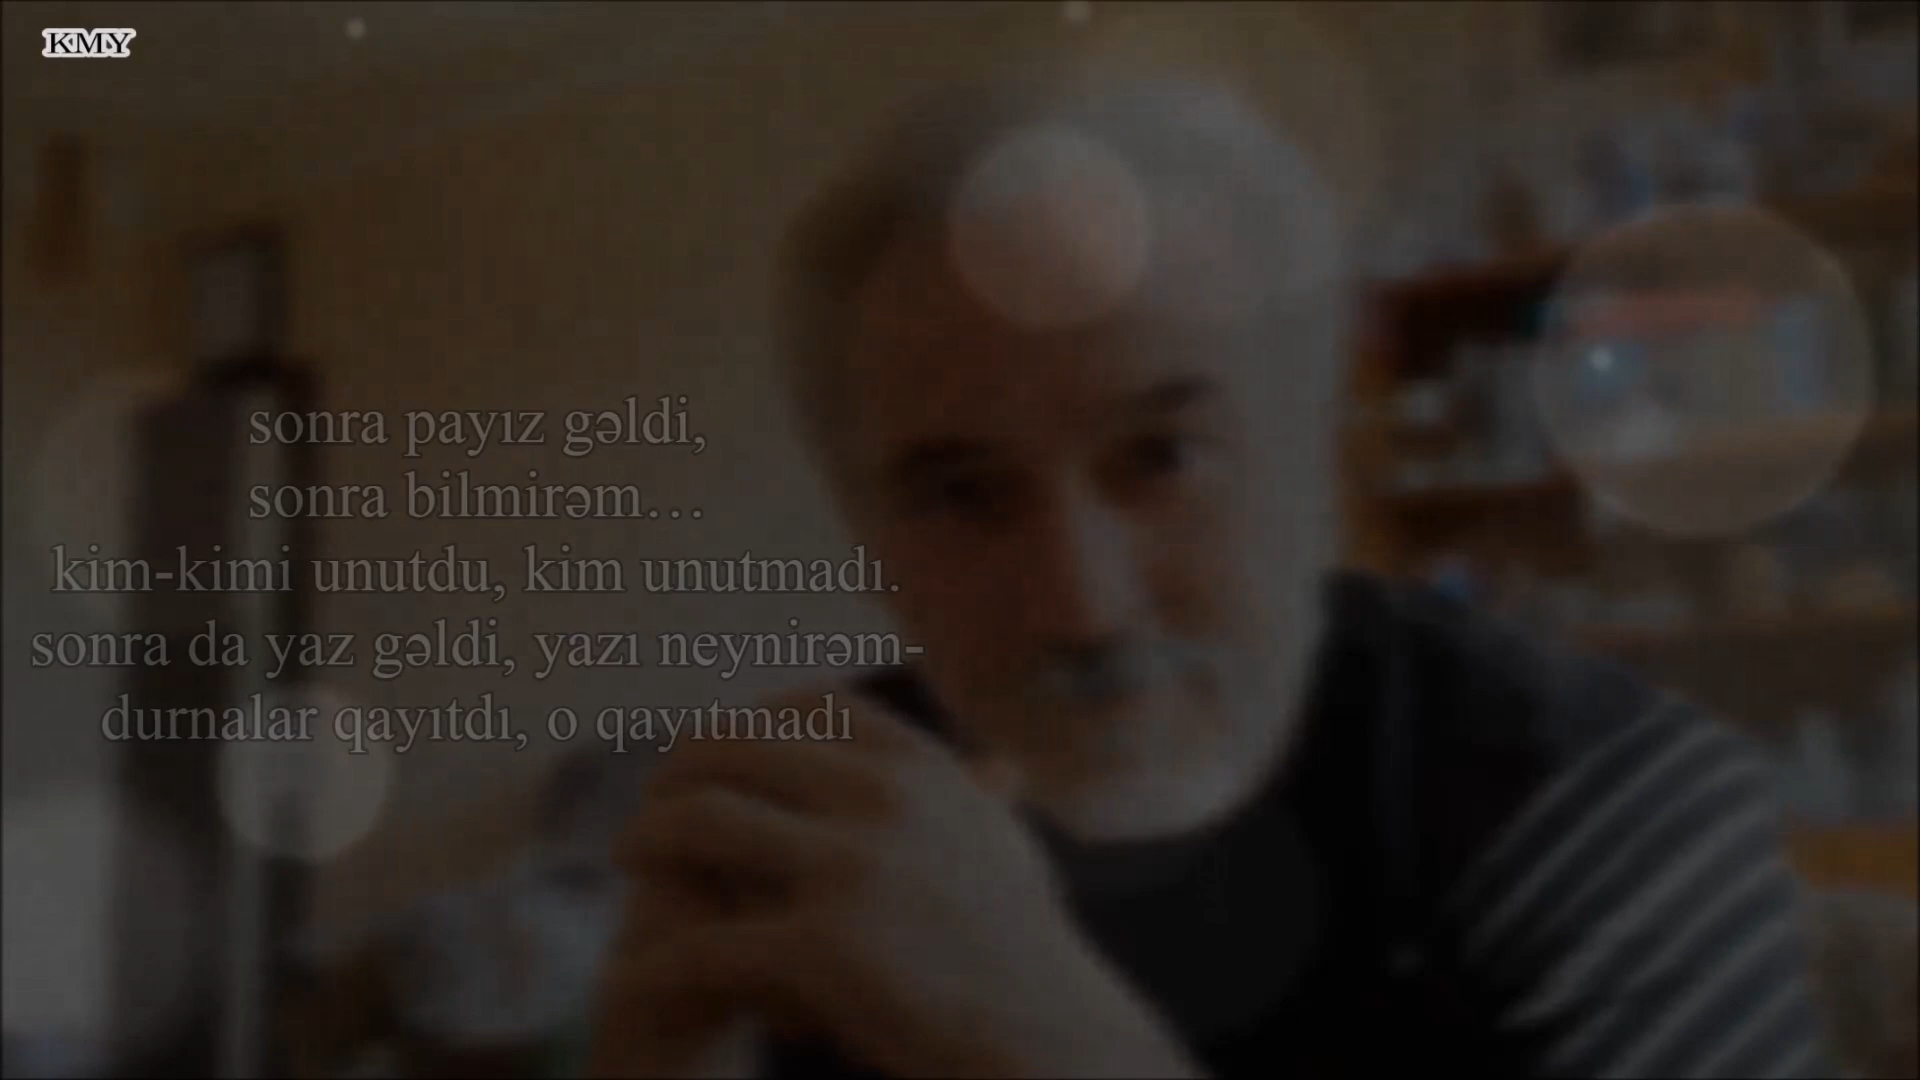 KMY
sonra payız gəldi,
sonra bilmirəm…
kim-kimi unutdu, kim unutmadı.
sonra da yaz gəldi, yazı neynirəm-
durnalar qayıtdı, o qayıtmadı